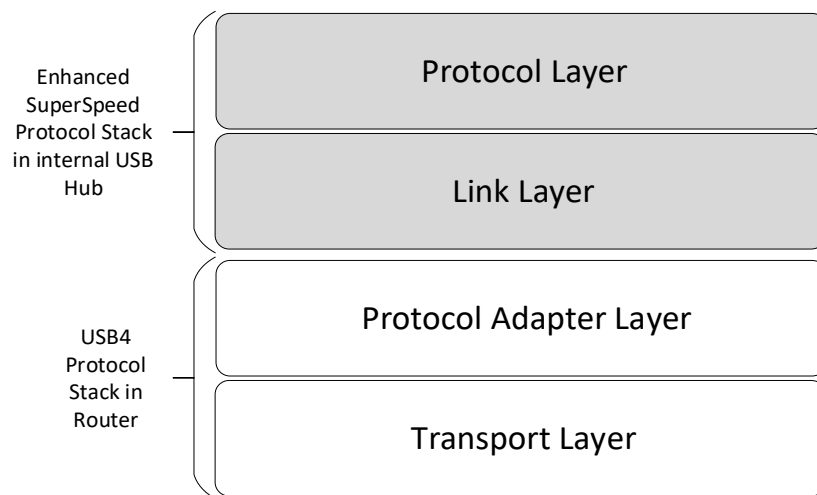 Enhanced
SuperSpeed
Protocol Stack
in internal USB
Hub
Protocol Layer
Link Layer
USB4
Protocol
Stack in
Router
Protocol Adapter Layer
Transport Layer